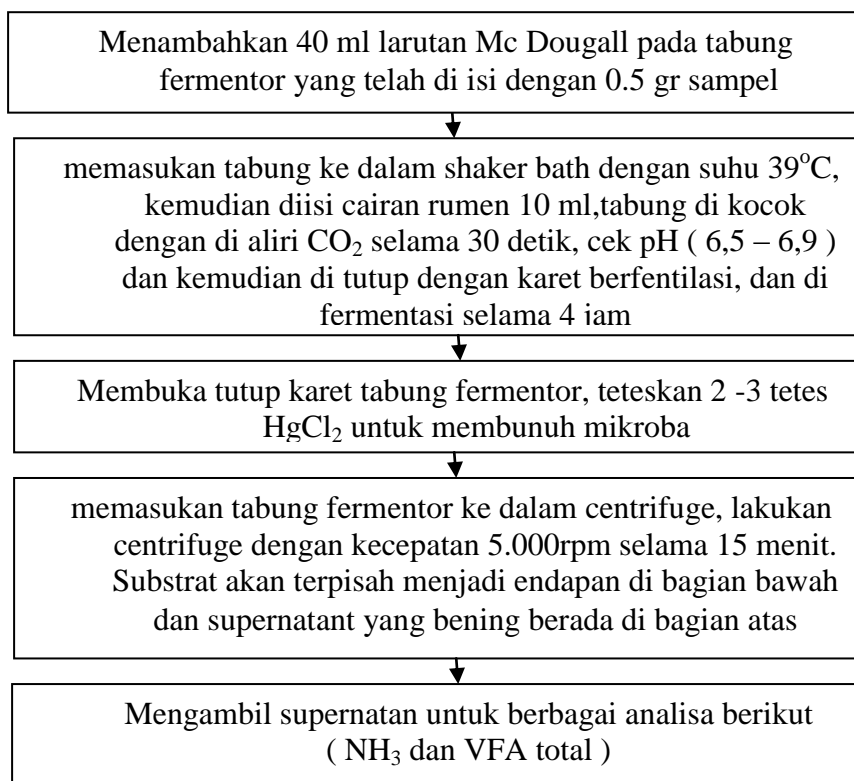 Menambahkan 40 ml larutan Mc Dougall pada tabung
fermentor yang telah di isi dengan 0.5 gr sampel
memasukan tabung ke dalam shaker bath dengan suhu 39°C,
kemudian diisi cairan rumen 10 ml,tabung di kocok
dengan di aliri CO₂ selama 30 detik, cek pH ( 6,5 – 6,9 )
dan kemudian di tutup dengan karet berfentilasi, dan di
fermentasi selama 4 jam
Membuka tutup karet tabung fermentor, teteskan 2 -3 tetes
HgCl₂ untuk membunuh mikroba
memasukan tabung fermentor ke dalam centrifuge, lakukan
centrifuge dengan kecepatan 5.000rpm selama 15 menit.
Substrat akan terpisah menjadi endapan di bagian bawah
dan supernatant yang bening berada di bagian atas
Mengambil supernatan untuk berbagai analisa berikut
( NH₃ dan VFA total )